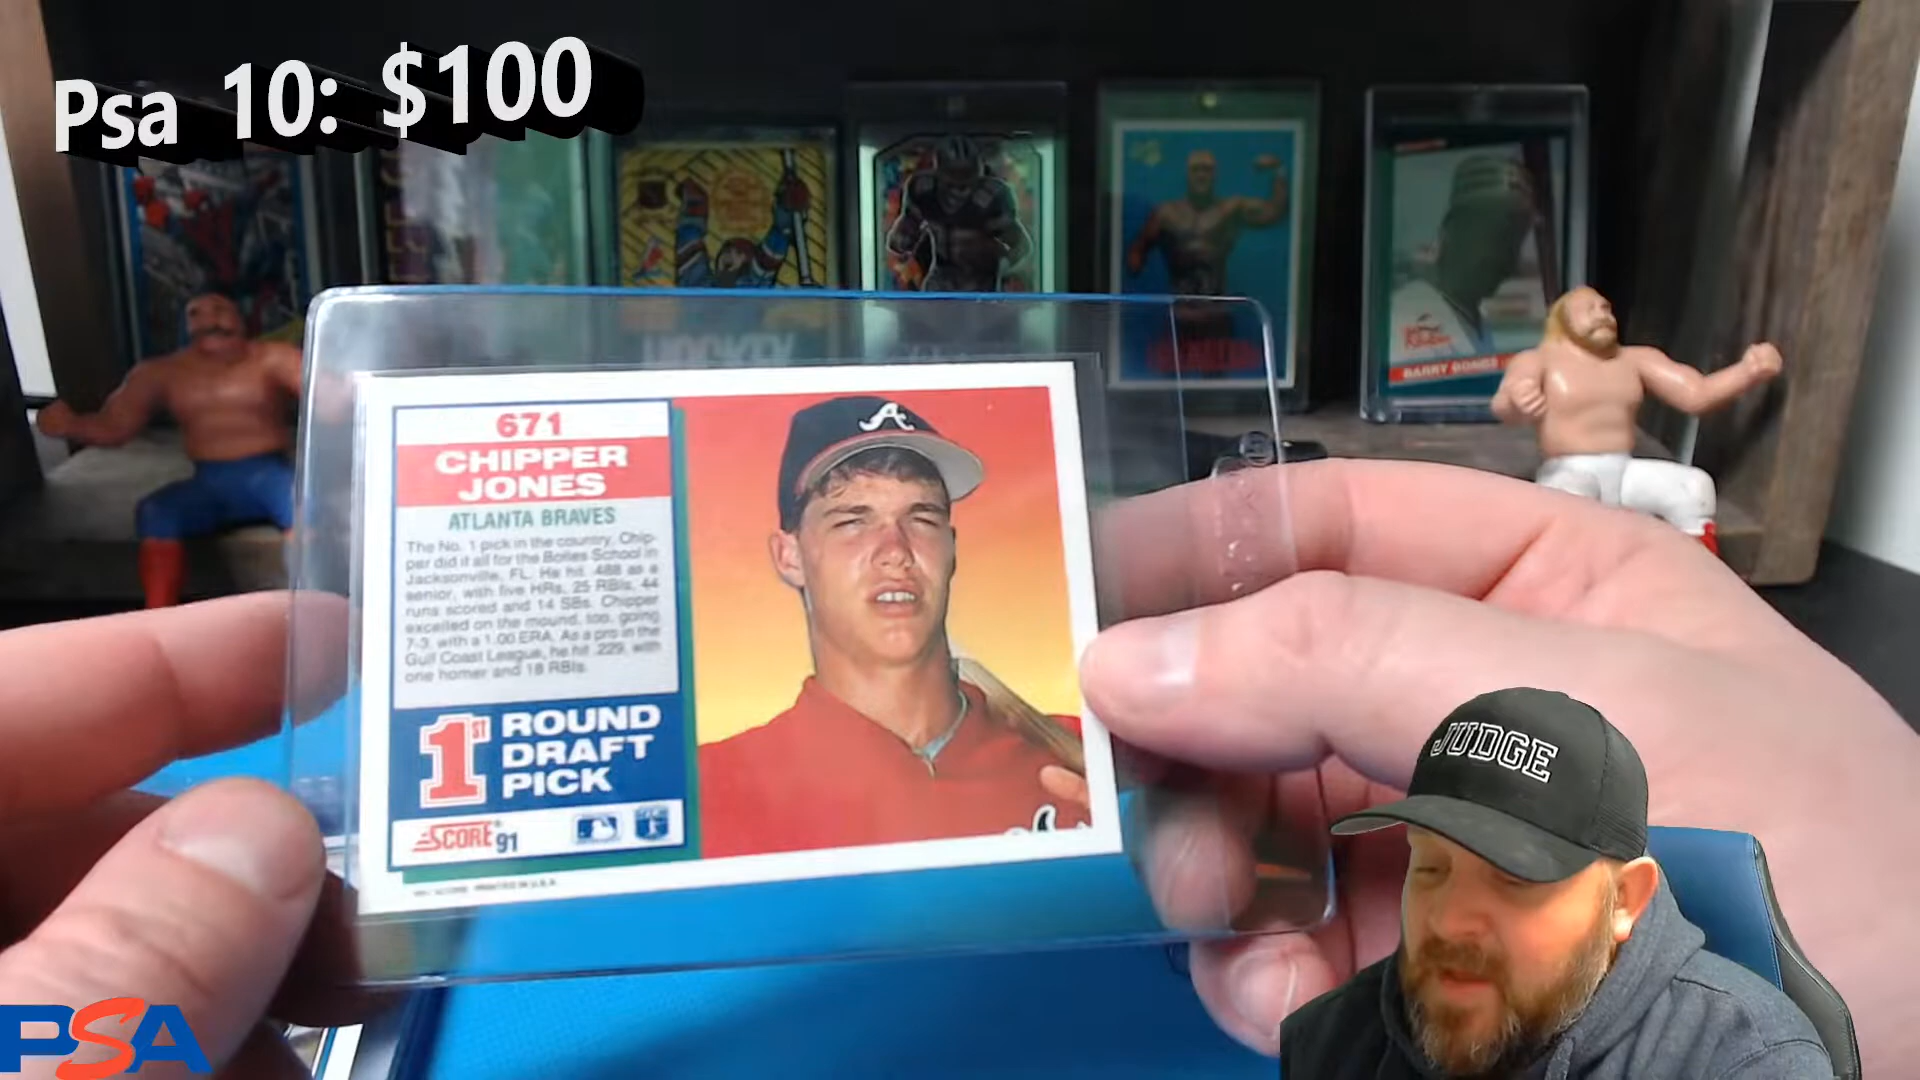 Psa 10: $100
HOCKEY
BARRY BONDS
671
CHIPPER
JONES
ATLANTA BRAVES
The No. 1 pick in the country, Chip-
per did it all for the Bolles School in
Jacksonville, FL. He hit .488 as a
senior, with five HRs, 25 RBIs, 44
runs scored and 14 SBs. Chipper
excelled on the mound, too, going
7-3, with a 1.00 ERA. As a pro in the
Gulf Coast League, he hit .229, with
one homer and 18 RBIs.
1ST ROUND
DRAFT
PICK
SCORE® 91
A
JUDGE
PSA